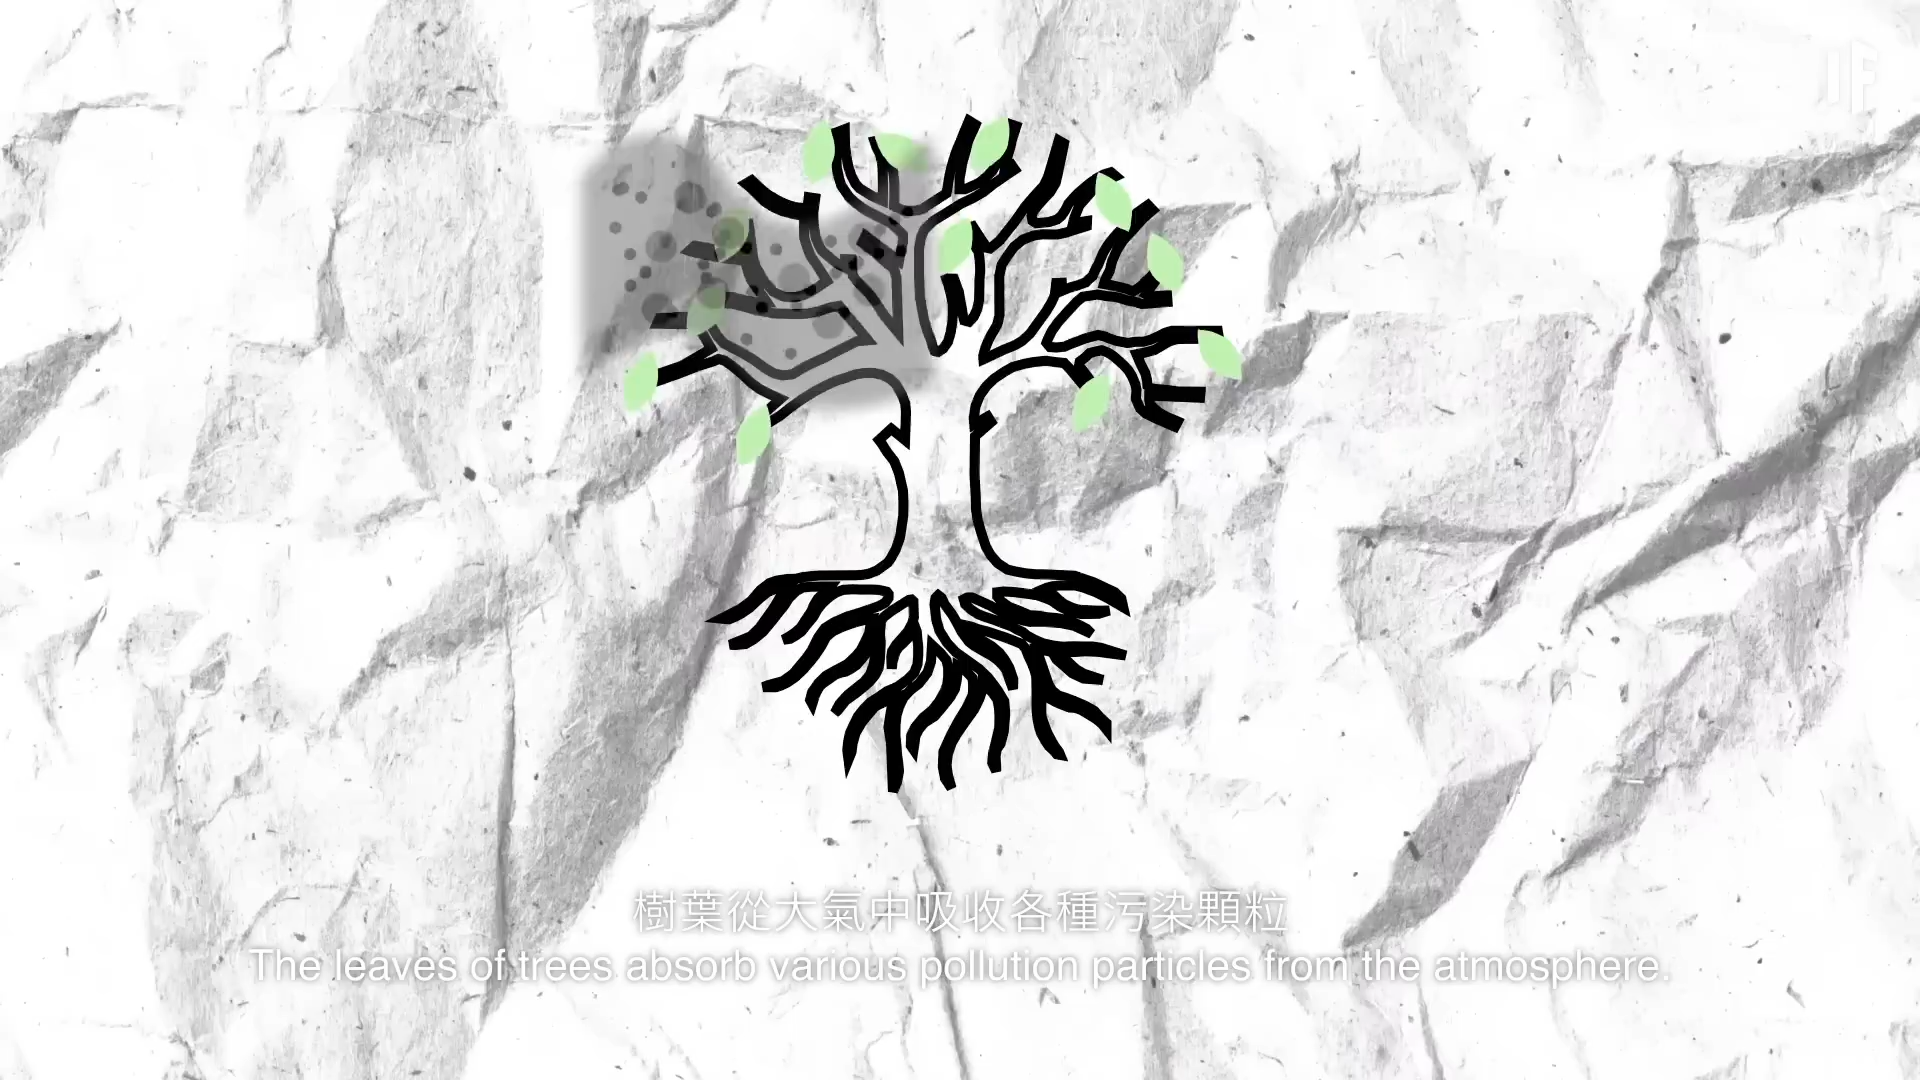 IF
樹葉從大氣中吸收各種污染顆粒
The leaves of trees absorb various pollution particles from the atmosphere.